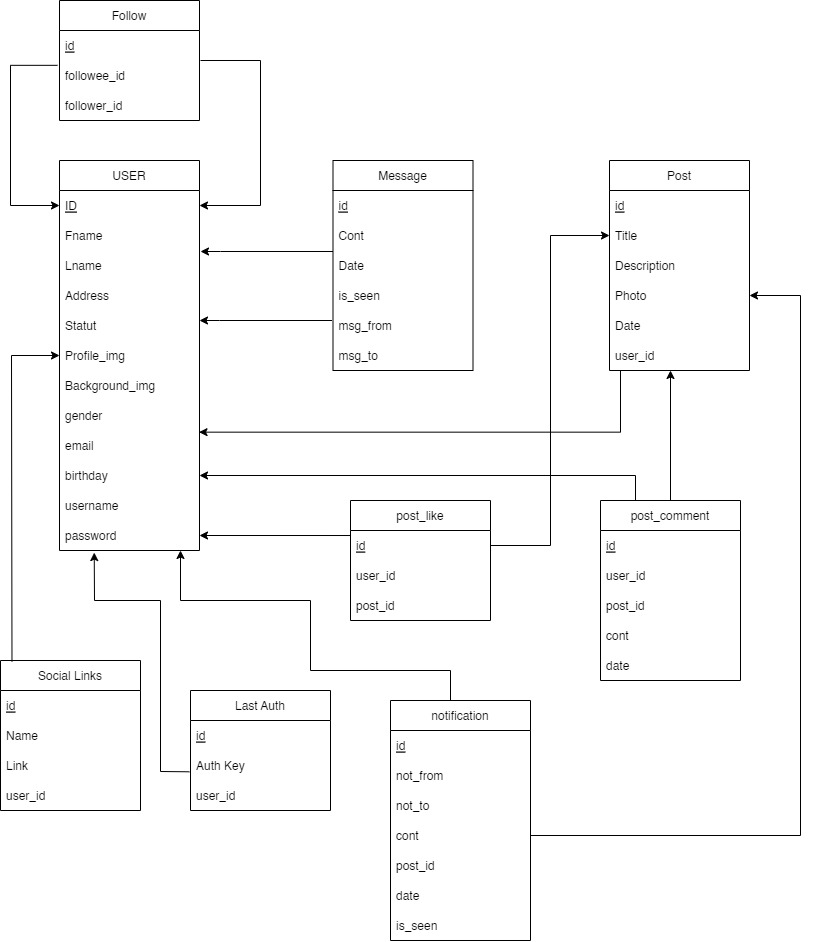 Follow
id
followee_id
follower_id
USER
ID
Fname
Lname
Address
Statut
Profile_img
Background_img
gender
email
birthday
username
password
Message
id
Cont
Date
is_seen
msg_from
msg_to
Post
id
Title
Description
Photo
Date
user_id
post_like
id
user_id
post_id
post_comment
id
user_id
post_id
cont
date
Social Links
id
Name
Link
user_id
Last Auth
id
Auth Key
user_id
notification
id
not_from
not_to
cont
post_id
date
is_seen